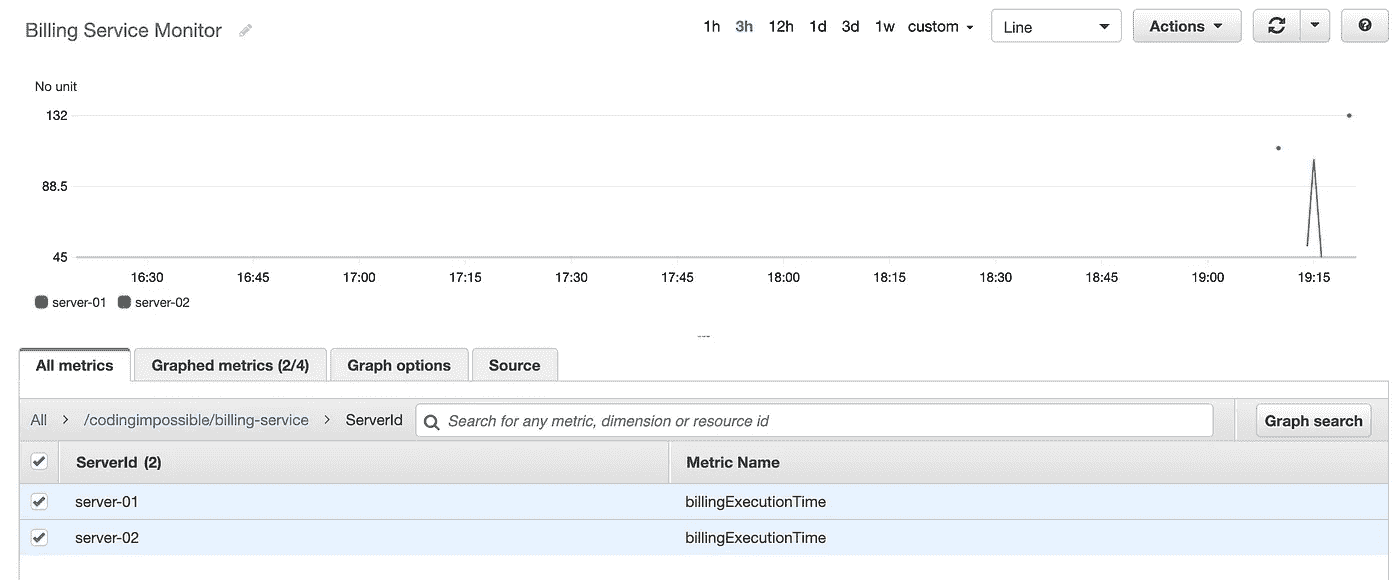 Billing Service Monitor
1h 3h 12h 1d 3d 1w custom Line Actions
No unit
132
88.5
45
16:30 16:45 17:00 17:15 17:30 17:45 18:00 18:15 18:30 18:45 19:00 19:15
server-01 server-02
All metrics Graphed metrics (2/4) Graph options Source
All > /codingimpossible/billing-service > ServerId Search for any metric, dimension or resource id Graph search
ServerId (2) Metric Name
server-01 billingExecutionTime
server-02 billingExecutionTime